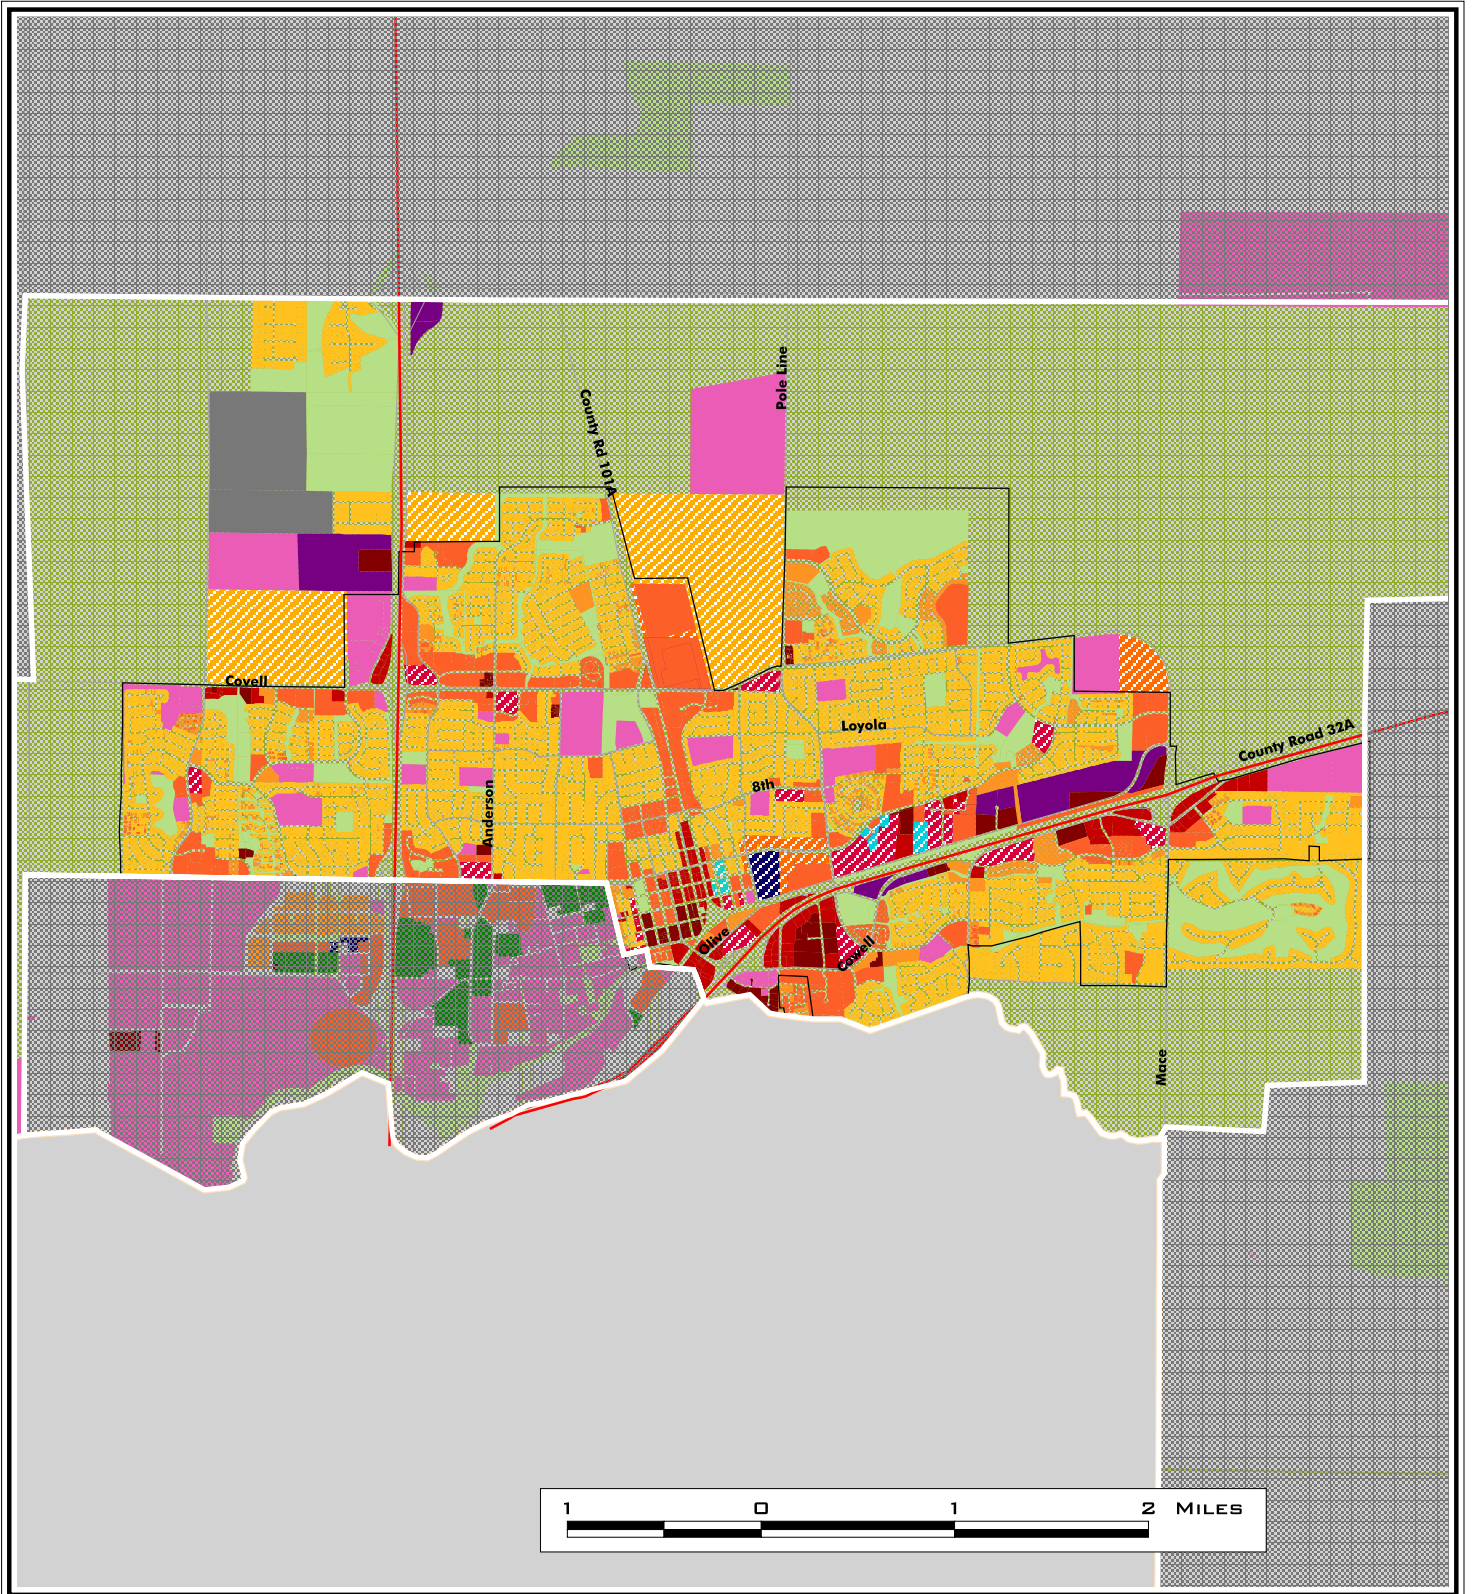 Pole Line
County Rd 101A
Covell
Loyola
County Road 32A
8th
Anderson
Olive
Cowell
Mace
1 0 1 2 MILES